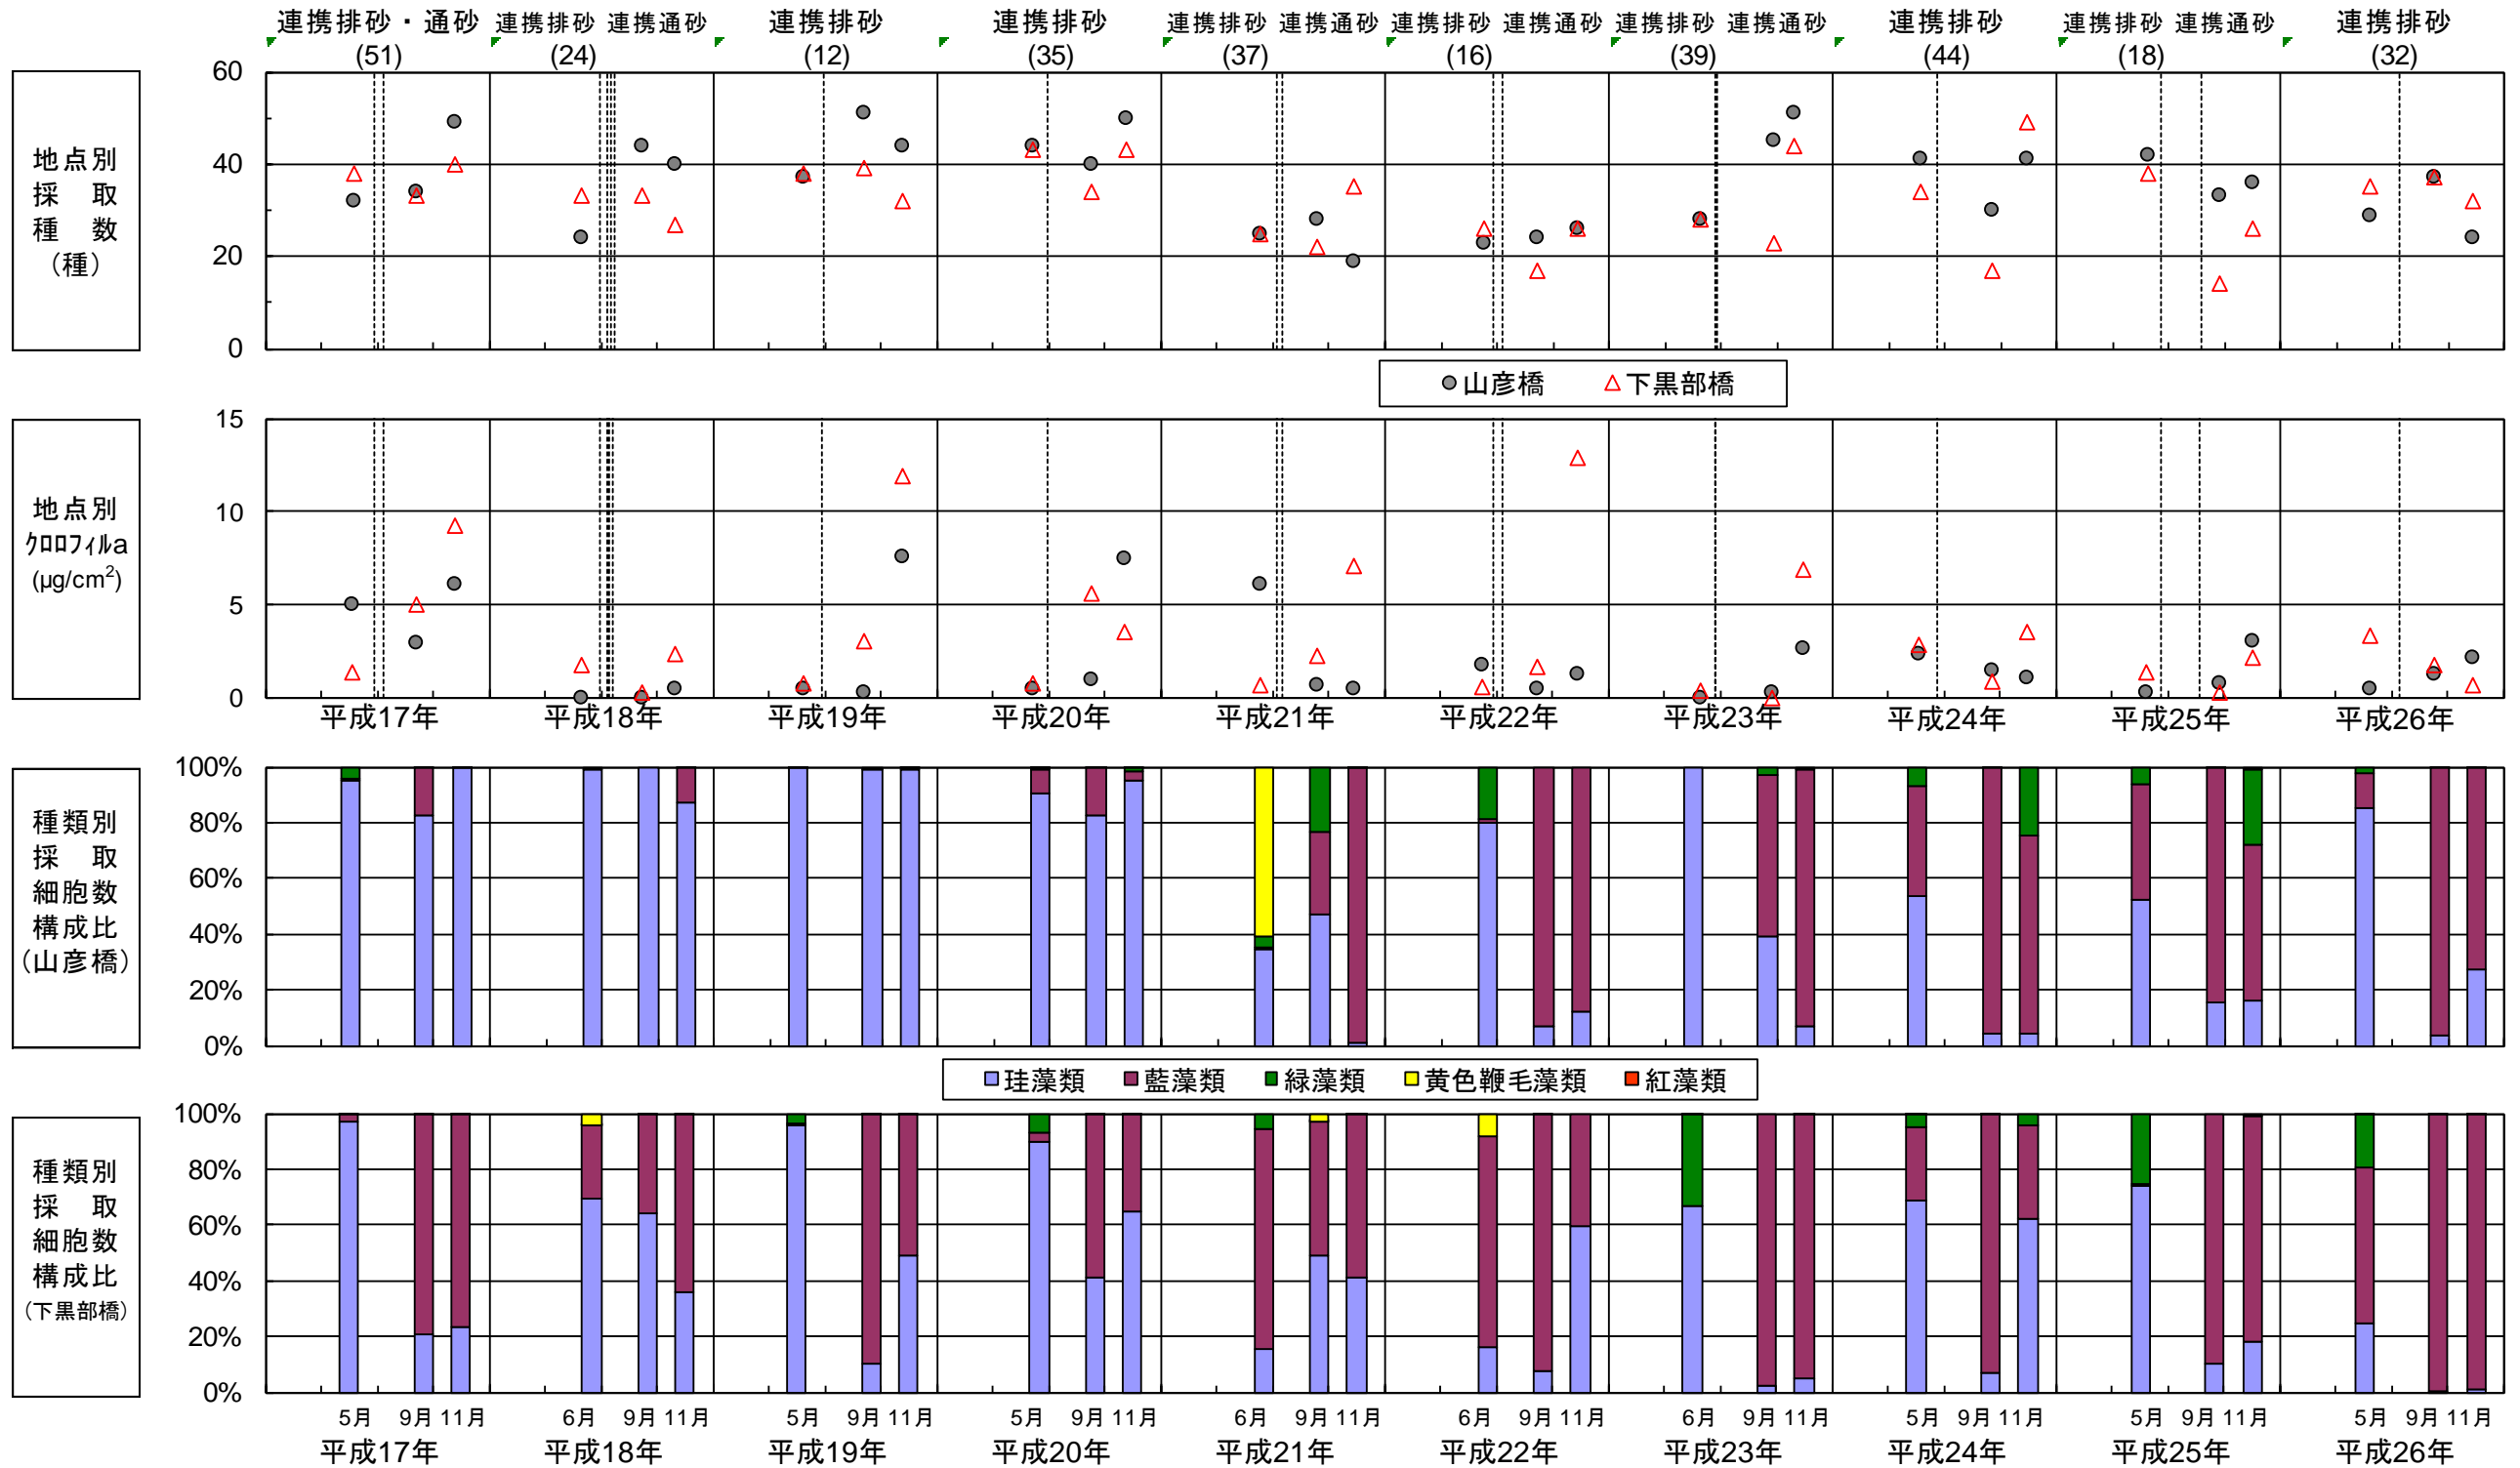 連携排砂・通砂 連携排砂 連携通砂 連携排砂 連携排砂 連携排砂 連携通砂 連携排砂 連携通砂 連携排砂 連携通砂 連携排砂 連携排砂 連携通砂 連携排砂
(51) (24) (12) (35) (37) (16) (39) (44) (18) (32)
地点別
採 取
種 数
（種）
60
40
20
0
●山彦橋 △下黒部橋
地点別
ｸﾛﾛﾌｨﾙa
(μg/cm²)
15
10
5
0
平成17年 平成18年 平成19年 平成20年 平成21年 平成22年 平成23年 平成24年 平成25年 平成26年
種類別
採 取
細胞数
構成比
（山彦橋）
100%
80%
60%
40%
20%
0%
珪藻類 藍藻類 緑藻類 黄色鞭毛藻類 紅藻類
種類別
採 取
細胞数
構成比
（下黒部橋）
100%
80%
60%
40%
20%
0%
5月 9月 11月 6月 9月 11月 5月 9月 11月 5月 9月 11月 6月 9月 11月 6月 9月 11月 6月 9月 11月 5月 9月 11月 5月 9月 11月 5月 9月 11月
平成17年 平成18年 平成19年 平成20年 平成21年 平成22年 平成23年 平成24年 平成25年 平成26年